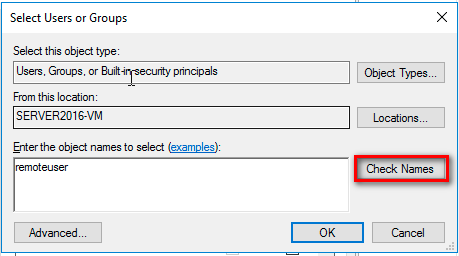 Select Users or Groups
Select this object type:
Users, Groups, or Built-in security principals
Object Types...
From this location:
SERVER2016-VM
Locations...
Enter the object names to select (examples):
remoteuser
Check Names
Advanced...
OK
Cancel